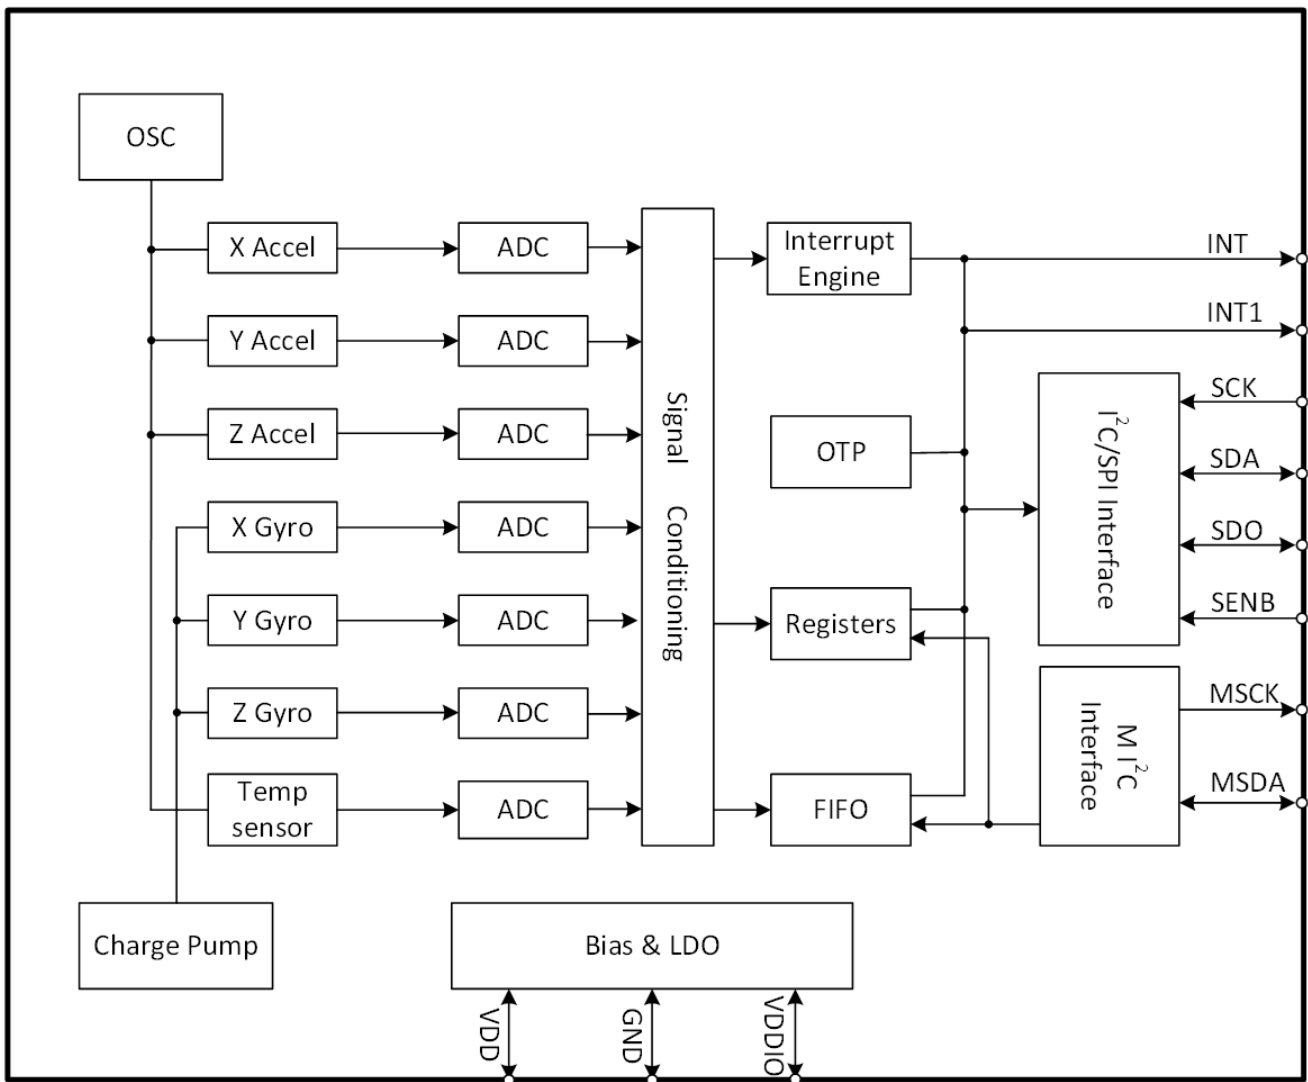 OSC
X Accel
ADC
Interrupt
Engine
INT
INT1
Y Accel
ADC
Z Accel
ADC
Signal Conditioning
OTP
I²C/SPI Interface
SCK
SDA
SDO
SENB
X Gyro
ADC
Y Gyro
ADC
Registers
Z Gyro
ADC
M I²C
Interface
MSCK
MSDA
Temp
sensor
ADC
FIFO
Charge Pump
Bias & LDO
VDD
GND
VDDIO